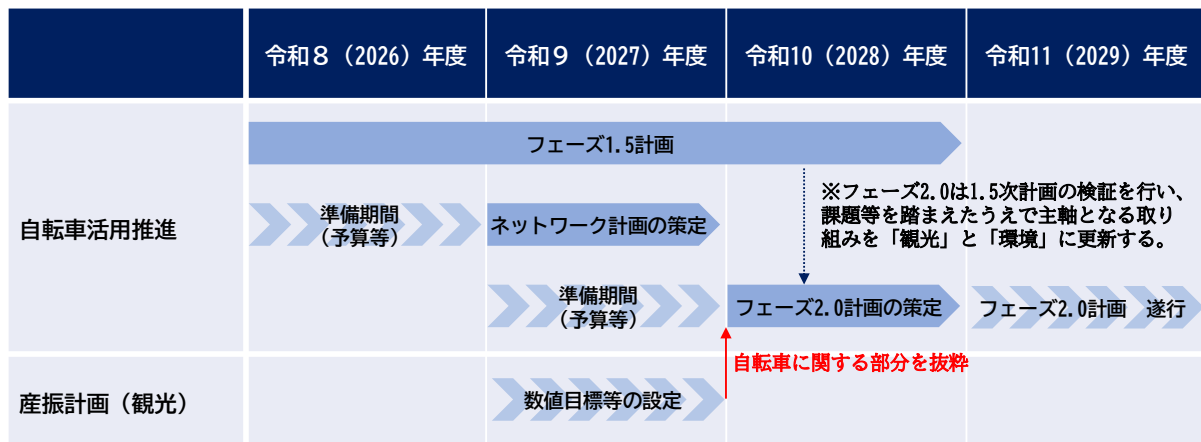 令和８（2026）年度
令和９（2027）年度
令和10（2028）年度
令和11（2029）年度
自転車活用推進
フェーズ1.5計画
※フェーズ2.0は1.5次計画の検証を行い、
課題等を踏まえたうえで主軸となる取り
組みを「観光」と「環境」に更新する。
準備期間
（予算等）
ネットワーク計画の策定
準備期間
（予算等）
フェーズ2.0計画の策定
フェーズ2.0計画　遂行
自転車に関する部分を抜粋
産振計画（観光）
数値目標等の設定